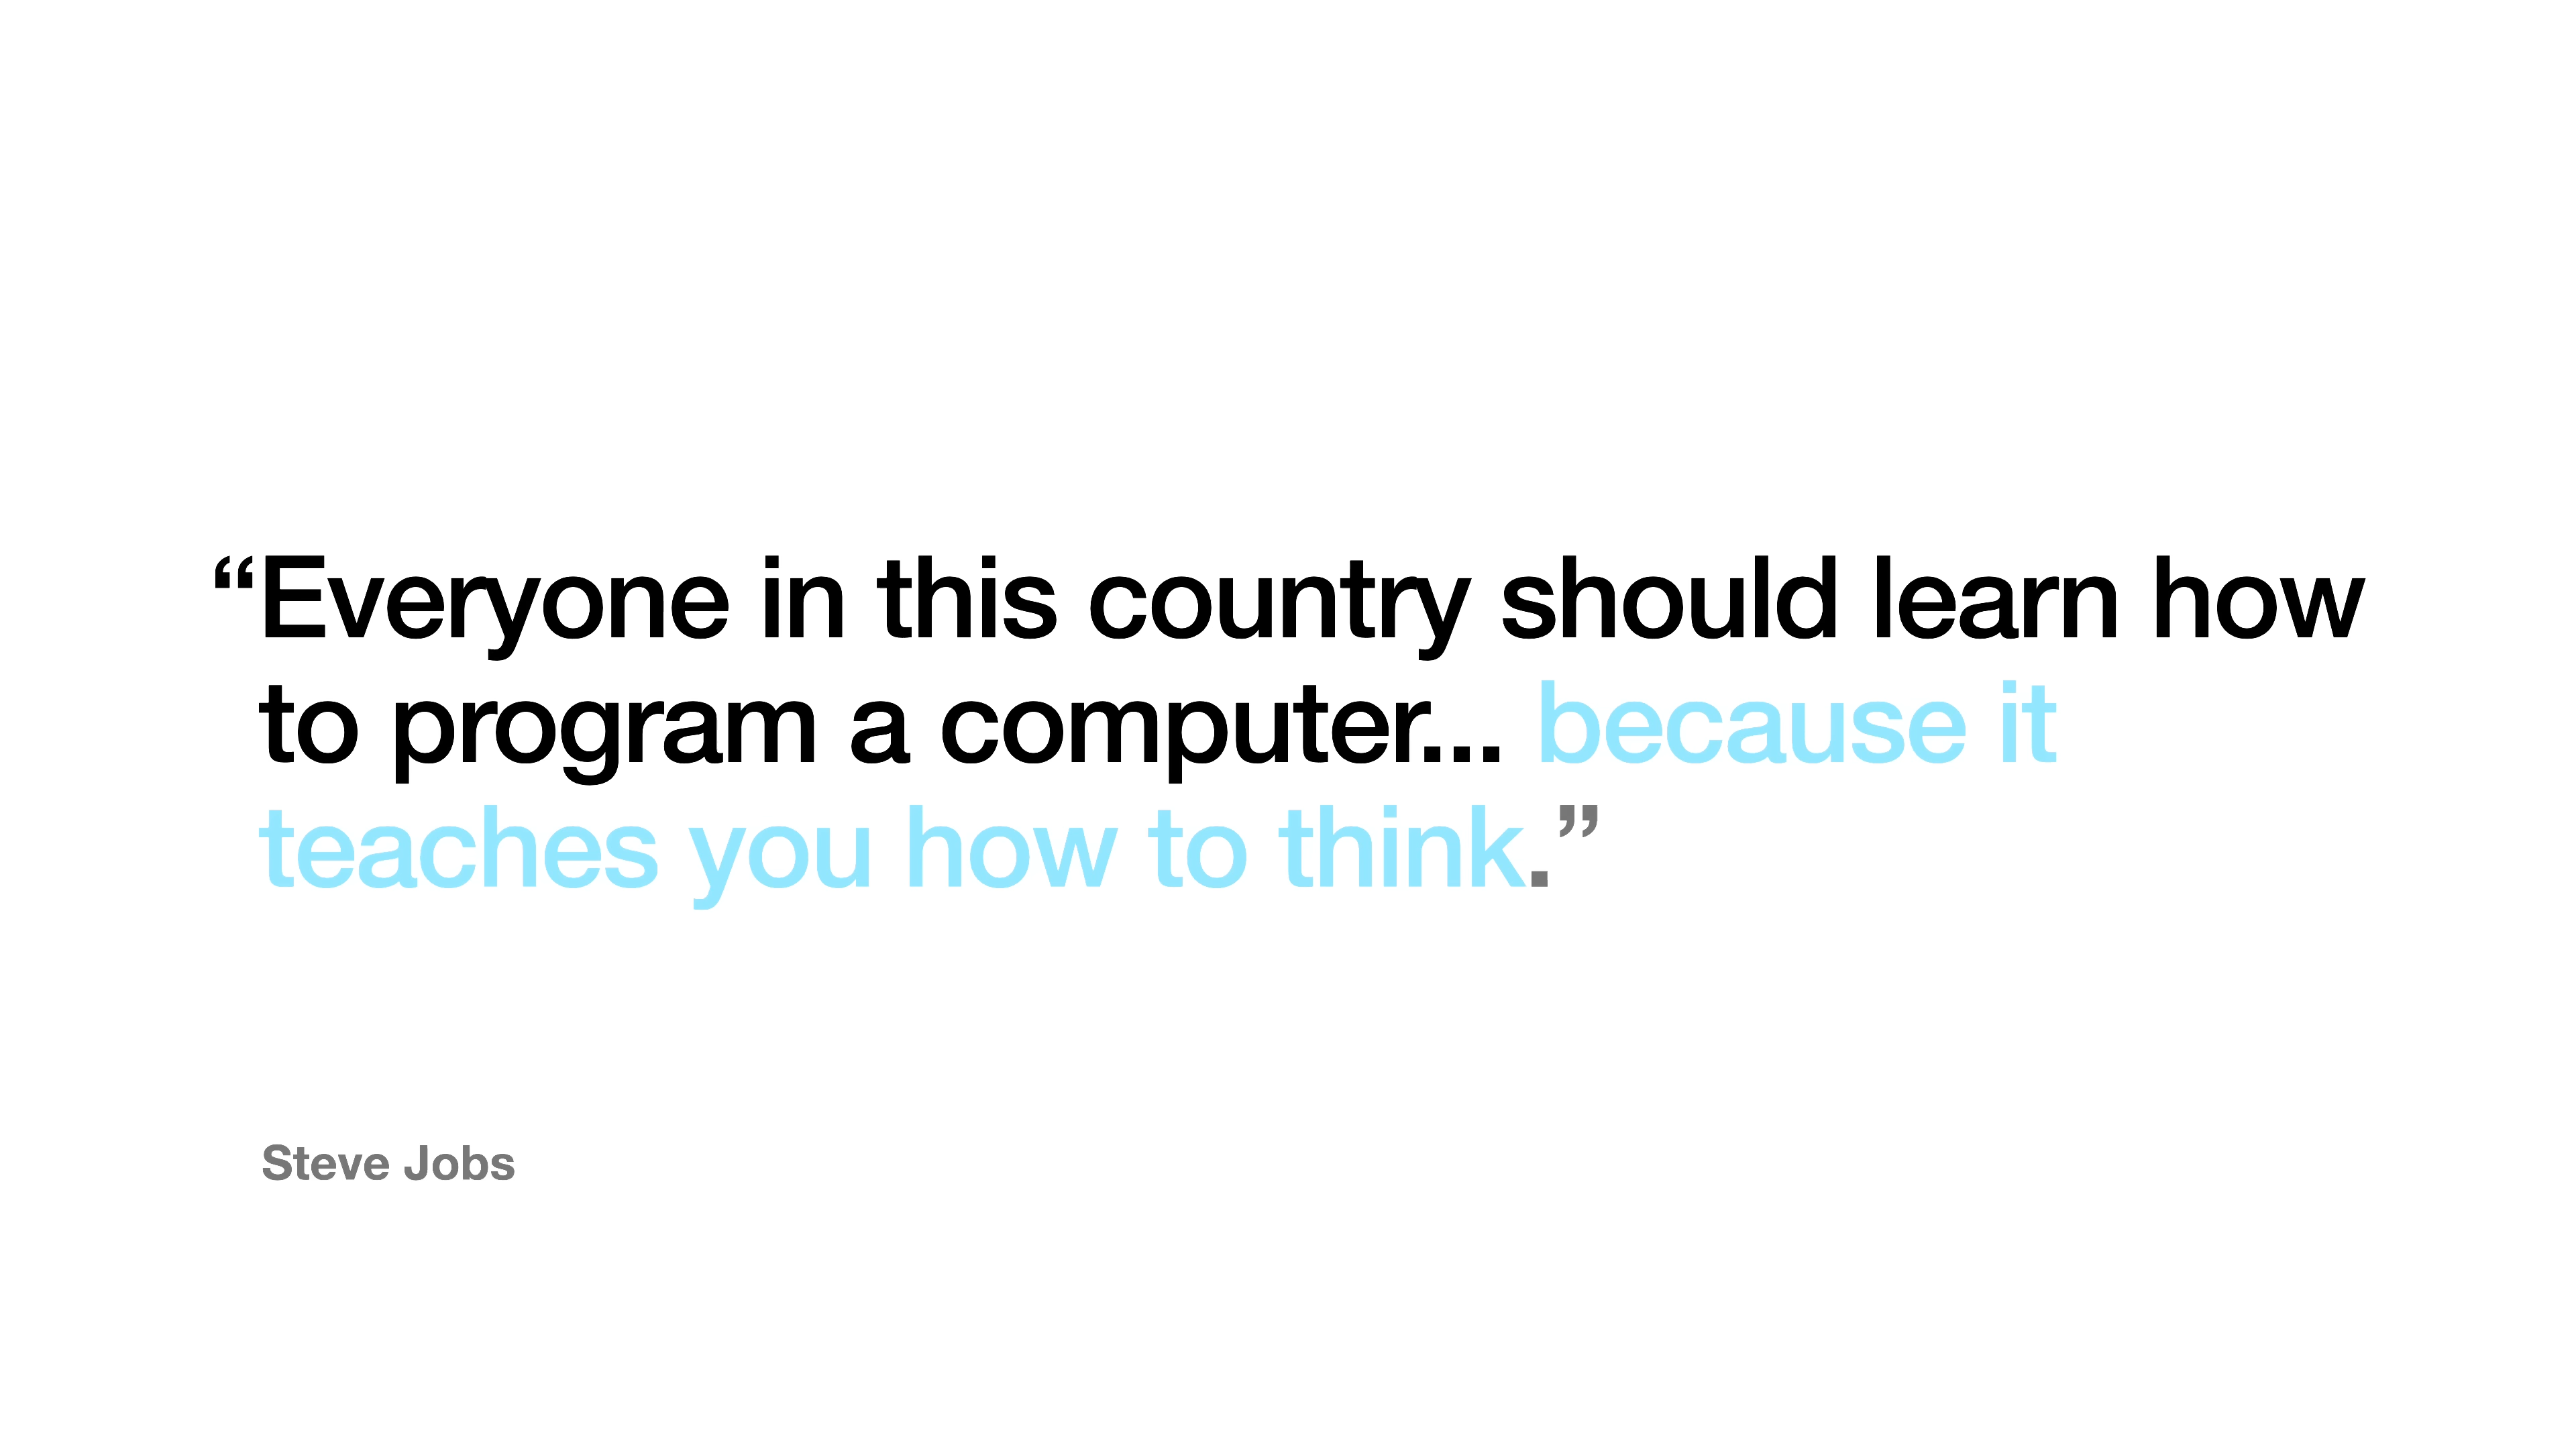 “Everyone in this country should learn how
to program a computer... because it
teaches you how to think.”
Steve Jobs